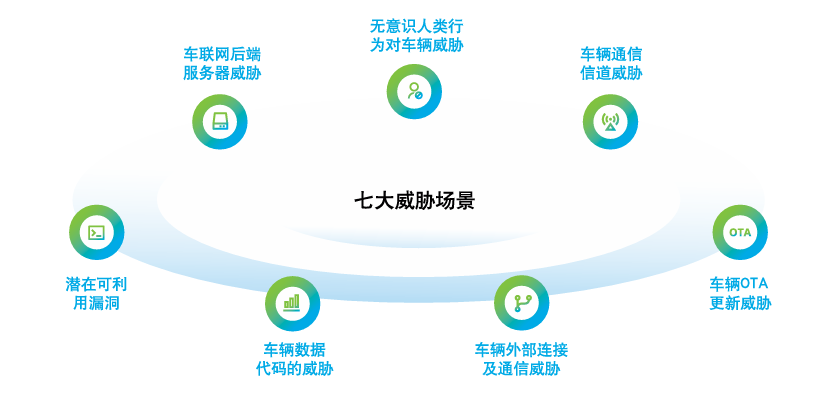 无意识人类行
为对车辆威胁
车联网后端
服务器威胁
车辆通信
信道威胁
七大威胁场景
OTA
潜在可利
用漏洞
车辆OTA
更新威胁
车辆数据
代码的威胁
车辆外部连接
及通信威胁